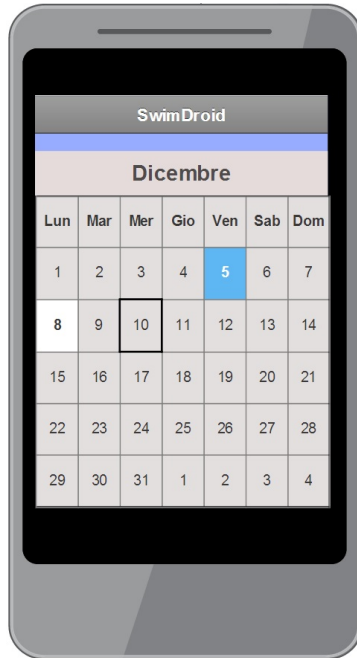 SwimDroid
Dicembre
Lun Mar Mer Gio Ven Sab Dom
1 2 3 4 5 6 7
8 9 10 11 12 13 14
15 16 17 18 19 20 21
22 23 24 25 26 27 28
29 30 31 1 2 3 4